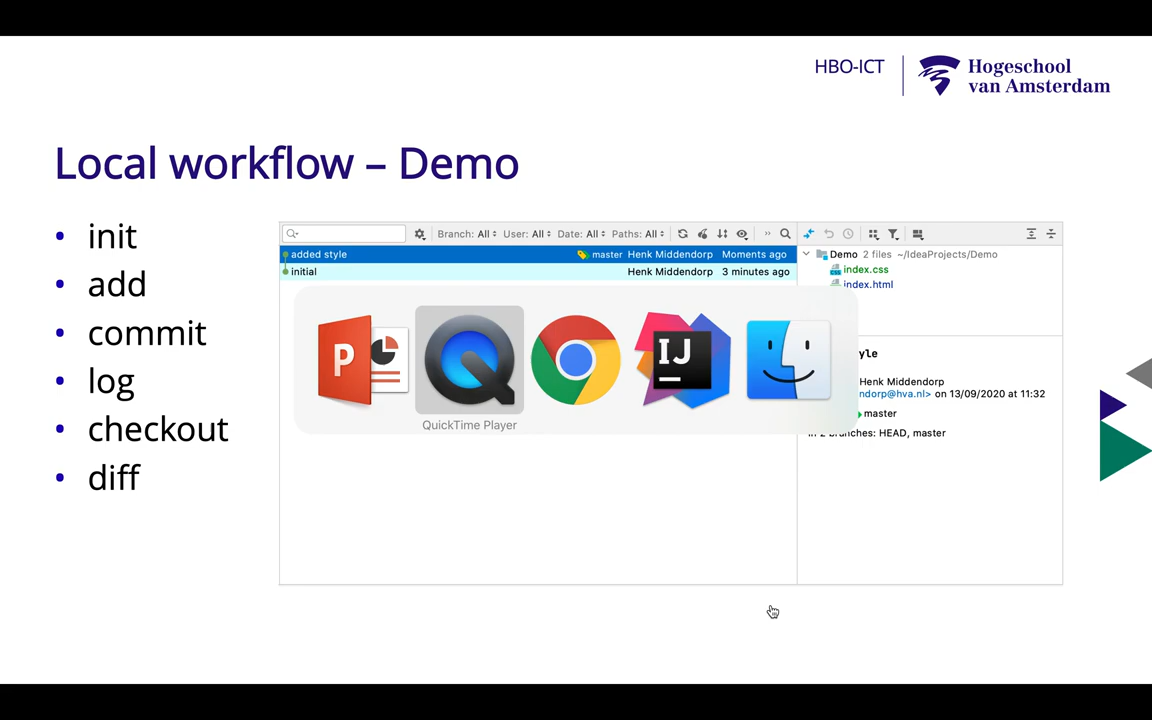 HBO-ICT
Hogeschool
van Amsterdam
Local workflow – Demo
• init
• add
• commit
• log
• checkout
• diff
Branch: All User: All Date: All Paths: All
added style master Henk Middendorp Moments ago
initial Henk Middendorp 3 minutes ago
Demo 2 files ~/IdeaProjects/Demo
index.css
index.html
P
IJ
QuickTime Player
yle
Henk Middendorp
ndorp@hva.nl> on 13/09/2020 at 11:32
master
In 2 branches: HEAD, master